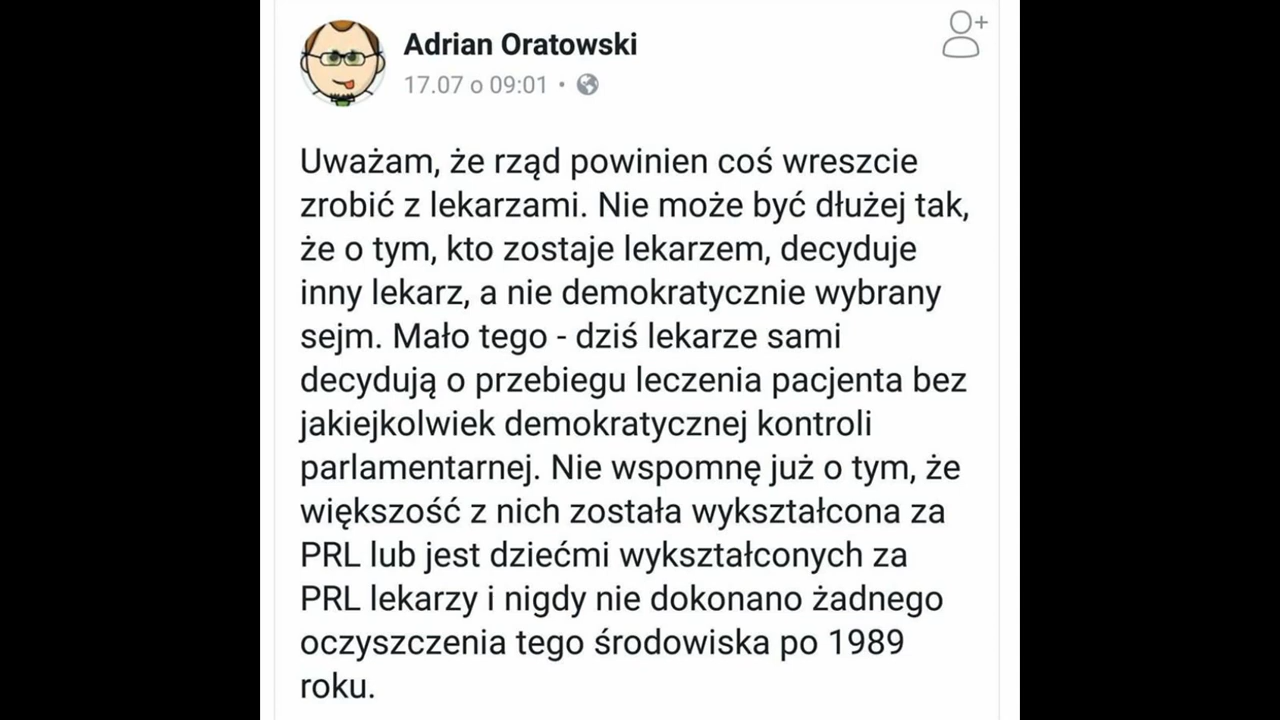 Adrian Oratowski
17.07 o 09:01 •
Uważam, że rząd powinien coś wreszcie
zrobić z lekarzami. Nie może być dłużej tak,
że o tym, kto zostaje lekarzem, decyduje
inny lekarz, a nie demokratycznie wybrany
sejm. Mało tego - dziś lekarze sami
decydują o przebiegu leczenia pacjenta bez
jakiejkolwiek demokratycznej kontroli
parlamentarnej. Nie wspomnę już o tym, że
większość z nich została wykształcona za
PRL lub jest dziećmi wykształconych za
PRL lekarzy i nigdy nie dokonano żadnego
oczyszczenia tego środowiska po 1989
roku.